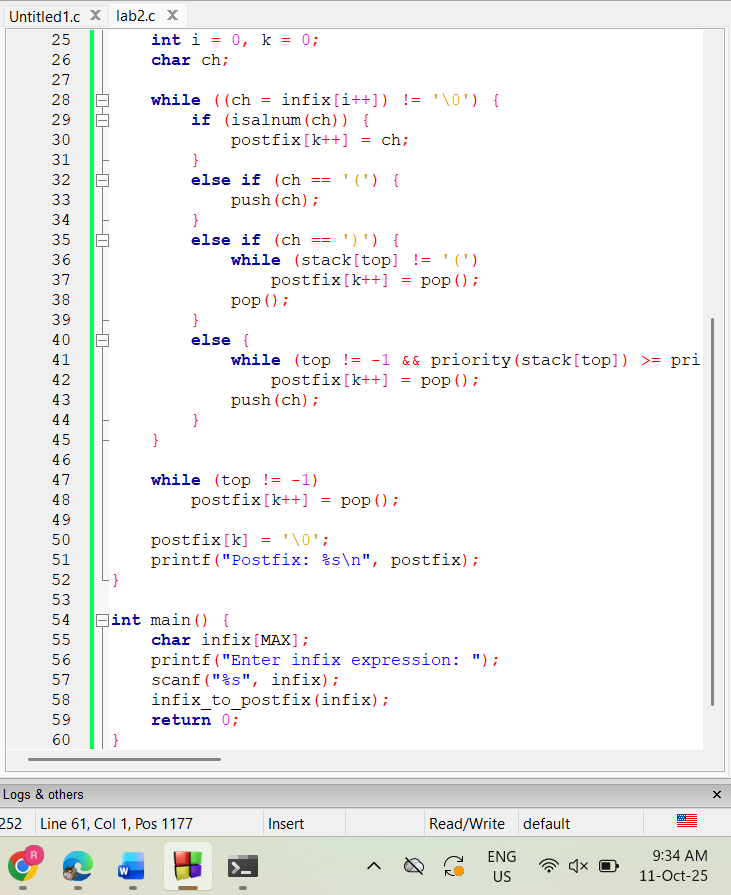 Untitled1.c X lab2.c X
25 int i = 0, k = 0;
26 char ch;
27
28 while ((ch = infix[i++]) != '\0') {
29 if (isalnum(ch)) {
30 postfix[k++] = ch;
31 }
32 else if (ch == '(') {
33 push(ch);
34 }
35 else if (ch == ')') {
36 while (stack[top] != '(')
37 postfix[k++] = pop();
38 pop();
39 }
40 else {
41 while (top != -1 && priority(stack[top]) >= pri
42 postfix[k++] = pop();
43 push(ch);
44 }
45 }
46
47 while (top != -1)
48 postfix[k++] = pop();
49
50 postfix[k] = '\0';
51 printf("Postfix: %s\n", postfix);
52 }
53
54 int main() {
55 char infix[MAX];
56 printf("Enter infix expression: ");
57 scanf("%s", infix);
58 infix_to_postfix(infix);
59 return 0;
60 }
Logs & others ×
252 Line 61, Col 1, Pos 1177 Insert Read/Write default
R W ENG US 9:34 AM
11-Oct-25